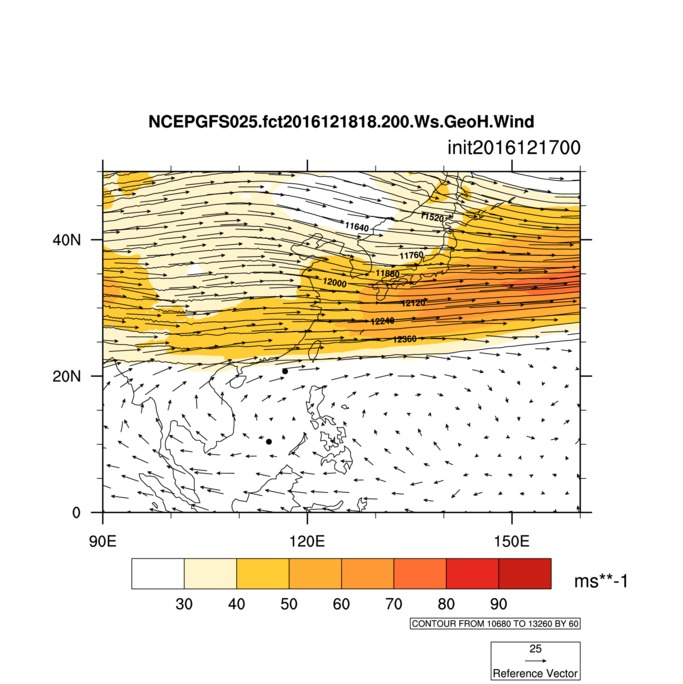 NCEPGFS025.fct2016121818.200.Ws.GeoH.Wind
init2016121700
11520
11640
40N
11760
11880
12000
12120
12240
12360
20N
0
90E 120E 150E
ms**-1
30 40 50 60 70 80 90
CONTOUR FROM 10680 TO 13260 BY 60
25
Reference Vector